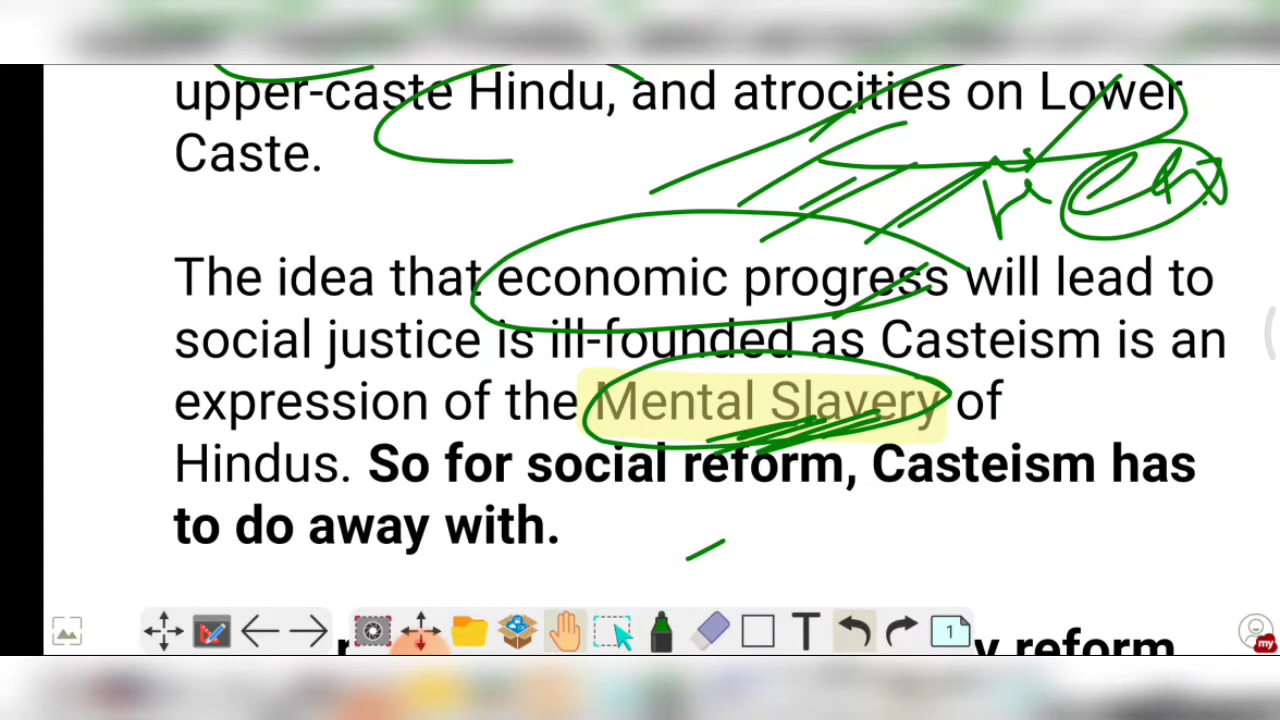 upper-caste Hindu, and atrocities on Lower
Caste.
The idea that economic progress will lead to
social justice is ill-founded as Casteism is an
expression of the Mental Slavery of
Hindus. So for social reform, Casteism has
to do away with.
T
1
my
y reform